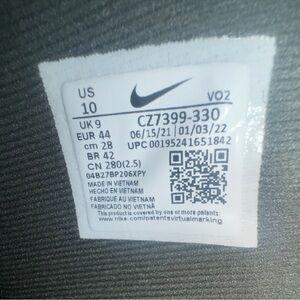 US
10
VO2
UK 9
CZ7399-330
EUR 44
06/15/21 01/03/22
cm 28
UPC 00195241651842
BR 42
CN 280(2.5)
04B27BP206XPY
MADE IN VIETNAM
HECHO EN VIETNAM
FABRIQUE AU VIETNAM
FABRICADO NO VIETNÃ
This product is covered by one or more patents. See
www.nike.com/patentsvirtualmarking